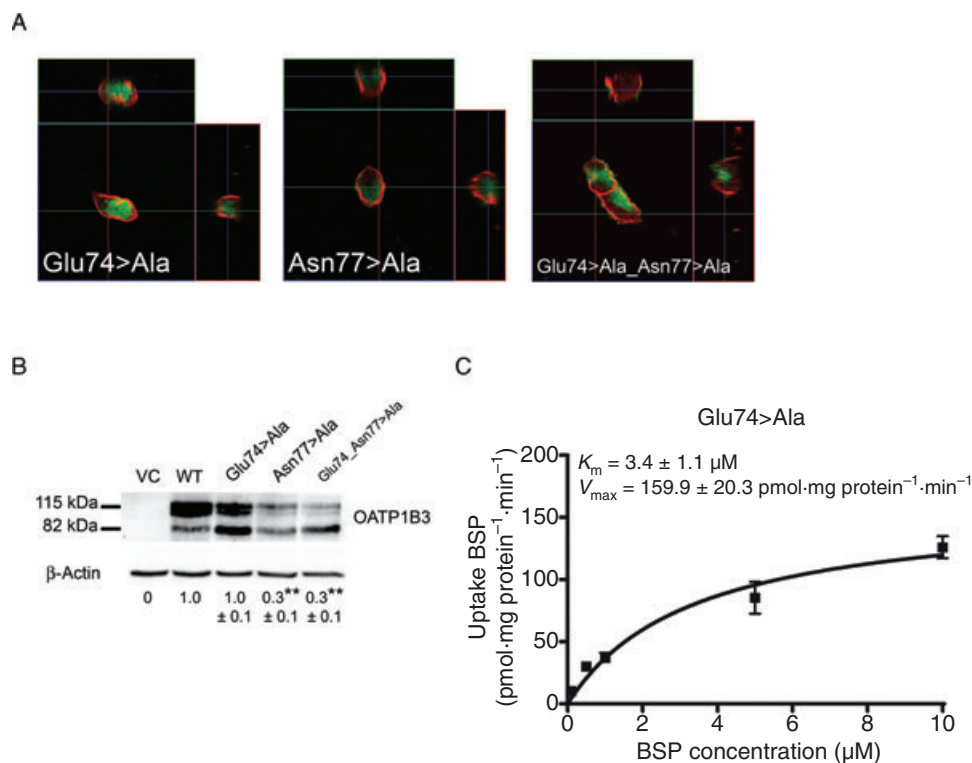 A
Glu74>Ala
Asn77>Ala
Glu74>Ala_Asn77>Ala
B
VC
WT
Glu74>Ala
Asn77>Ala
Glu74_Asn77>Ala
115 kDa
82 kDa
OATP1B3
β-Actin
0 1.0 1.0 0.3** 0.3**
± 0.1 ± 0.1 ± 0.1
C
Glu74>Ala
Km = 3.4 ± 1.1 µM
Vmax = 159.9 ± 20.3 pmol·mg protein⁻¹·min⁻¹
Uptake BSP
(pmol·mg protein⁻¹·min⁻¹)
200
150
100
50
0
0 2 4 6 8 10
BSP concentration (µM)